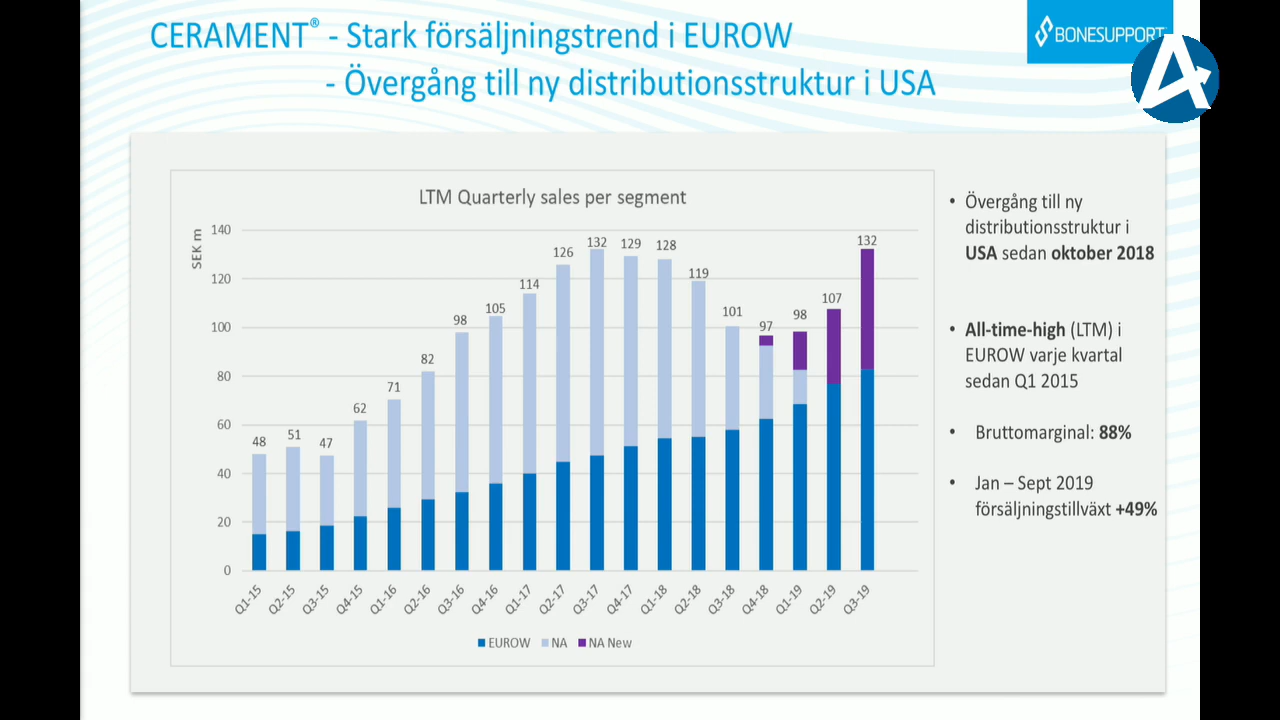 CERAMENT® - Stark försäljningstrend i EUROW
- Övergång till ny distributionsstruktur i USA
BONESUPPORT
LTM Quarterly sales per segment
SEK m
140
120
100
80
60
40
20
0
48
51
47
62
71
82
98
105
114
126
132
129
128
119
101
97
98
107
132
Q1-15
Q2-15
Q3-15
Q4-15
Q1-16
Q2-16
Q3-16
Q4-16
Q1-17
Q2-17
Q3-17
Q4-17
Q1-18
Q2-18
Q3-18
Q4-18
Q1-19
Q2-19
Q3-19
EUROW NA NA New
• Övergång till ny
distributionsstruktur i
USA sedan oktober 2018
• All-time-high (LTM) i
EUROW varje kvartal
sedan Q1 2015
• Bruttomarginal: 88%
• Jan – Sept 2019
försäljningstillväxt +49%